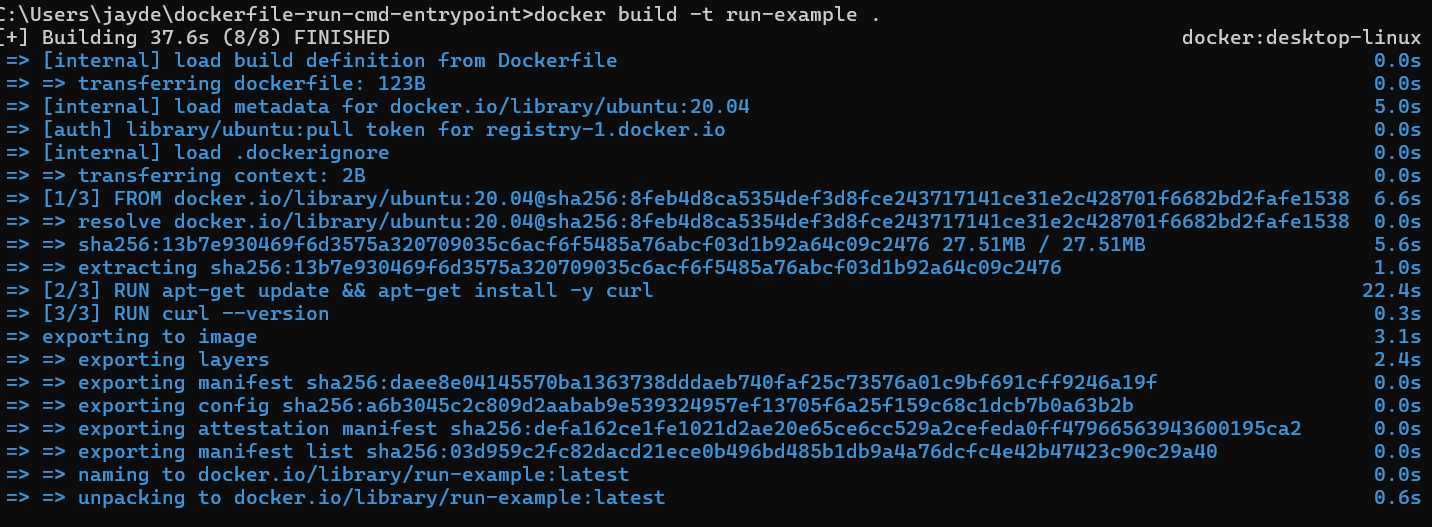 C:\Users\jayde\dockerfile-run-cmd-entrypoint>docker build -t run-example .
[+] Building 37.6s (8/8) FINISHED docker:desktop-linux
=> [internal] load build definition from Dockerfile 0.0s
=> => transferring dockerfile: 123B 0.0s
=> [internal] load metadata for docker.io/library/ubuntu:20.04 5.0s
=> [auth] library/ubuntu:pull token for registry-1.docker.io 0.0s
=> [internal] load .dockerignore 0.0s
=> => transferring context: 2B 0.0s
=> [1/3] FROM docker.io/library/ubuntu:20.04@sha256:8feb4d8ca5354def3d8fce243717141ce31e2c428701f6682bd2fafe1538 6.6s
=> => resolve docker.io/library/ubuntu:20.04@sha256:8feb4d8ca5354def3d8fce243717141ce31e2c428701f6682bd2fafe1538 0.0s
=> => sha256:13b7e930469f6d3575a320709035c6acf6f5485a76abcf03d1b92a64c09c2476 27.51MB / 27.51MB 5.6s
=> => extracting sha256:13b7e930469f6d3575a320709035c6acf6f5485a76abcf03d1b92a64c09c2476 1.0s
=> [2/3] RUN apt-get update && apt-get install -y curl 22.4s
=> [3/3] RUN curl --version 0.3s
=> exporting to image 3.1s
=> => exporting layers 2.4s
=> => exporting manifest sha256:daee8e04145570ba1363738dddaeb740faf25c73576a01c9bf691cff9246a19f 0.0s
=> => exporting config sha256:a6b3045c2c809d2aabab9e539324957ef13705f6a25f159c68c1dcb7b0a63b2b 0.0s
=> => exporting attestation manifest sha256:defa162ce1fe1021d2ae20e65ce6cc529a2cefeda0ff47966563943600195ca2 0.0s
=> => exporting manifest list sha256:03d959c2fc82dacd21ece0b496bd485b1db9a4a76dcfc4e42b47423c90c29a40 0.0s
=> => naming to docker.io/library/run-example:latest 0.0s
=> => unpacking to docker.io/library/run-example:latest 0.6s